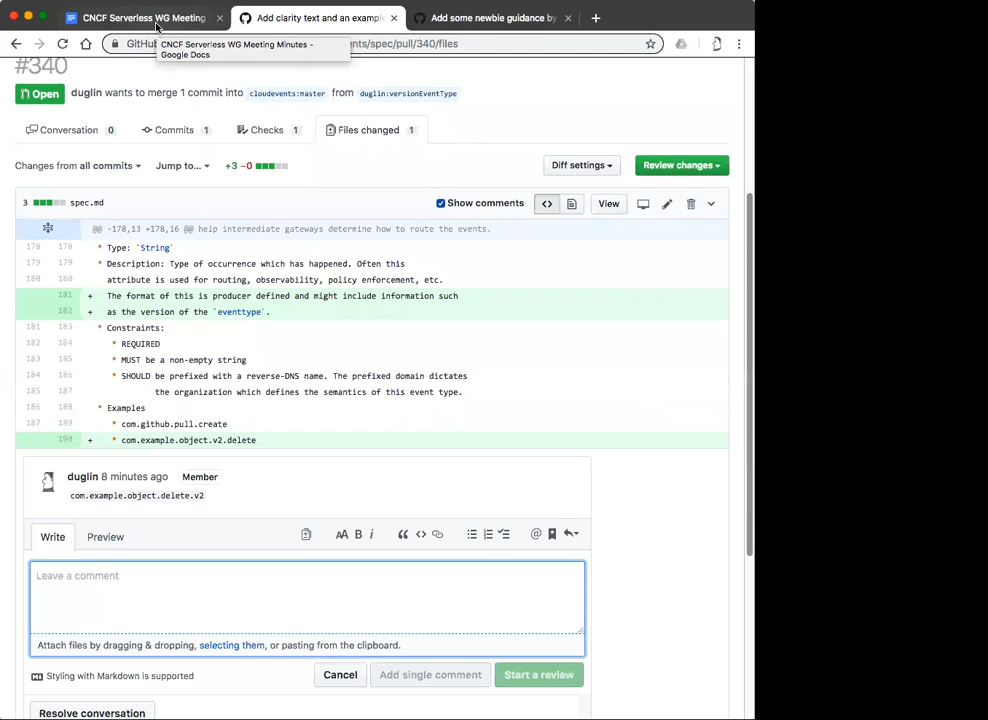 CNCF Serverless WG Meeting
Add clarity text and an example
Add some newbie guidance by
GitHub
ents/spec/pull/340/files
CNCF Serverless WG Meeting Minutes -
Google Docs
#340
Open
duglin wants to merge 1 commit into cloudevents:master from duglin:versionEventType
Conversation 0
Commits 1
Checks 1
Files changed 1
Changes from all commits
Jump to...
+3 −0
Diff settings
Review changes
3 spec.md
Show comments
View
@@ -178,13 +178,16 @@ help intermediate gateways determine how to route the events.
178 178 * Type: `String`
179 179 * Description: Type of occurrence which has happened. Often this
180 180 attribute is used for routing, observability, policy enforcement, etc.
181 + The format of this is producer defined and might include information such
182 + as the version of the `eventtype`.
181 183 * Constraints:
182 184 * REQUIRED
183 185 * MUST be a non-empty string
184 186 * SHOULD be prefixed with a reverse-DNS name. The prefixed domain dictates
185 187 the organization which defines the semantics of this event type.
186 188 * Examples
187 189 * com.github.pull.create
190 + * com.example.object.v2.delete
duglin 8 minutes ago Member
com.example.object.delete.v2
Write
Preview
Leave a comment
Attach files by dragging & dropping, selecting them, or pasting from the clipboard.
Styling with Markdown is supported
Cancel
Add single comment
Start a review
Resolve conversation